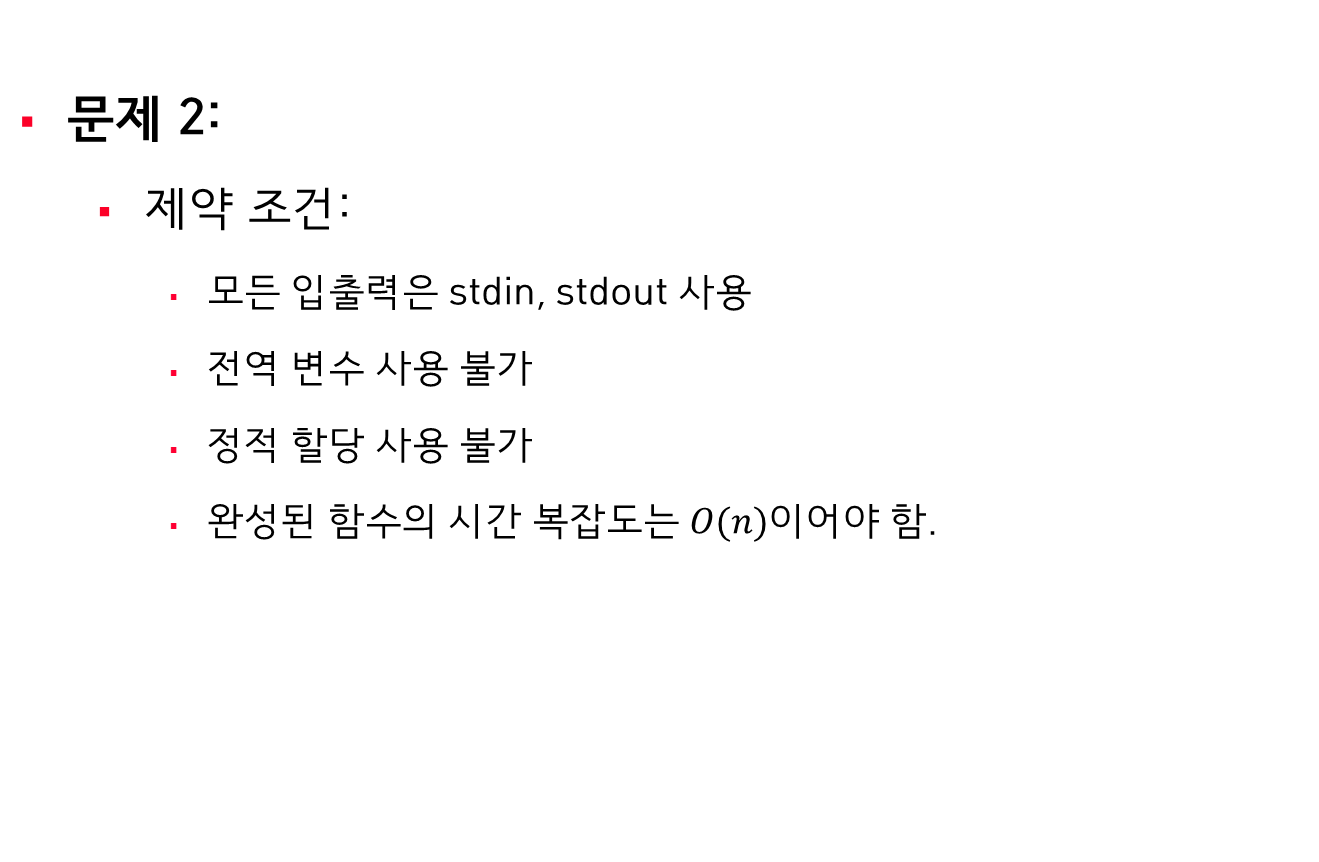 문제 2:
제약 조건:
모든 입출력은 stdin, stdout 사용
전역 변수 사용 불가
정적 할당 사용 불가
완성된 함수의 시간 복잡도는 O(n)이어야 함.